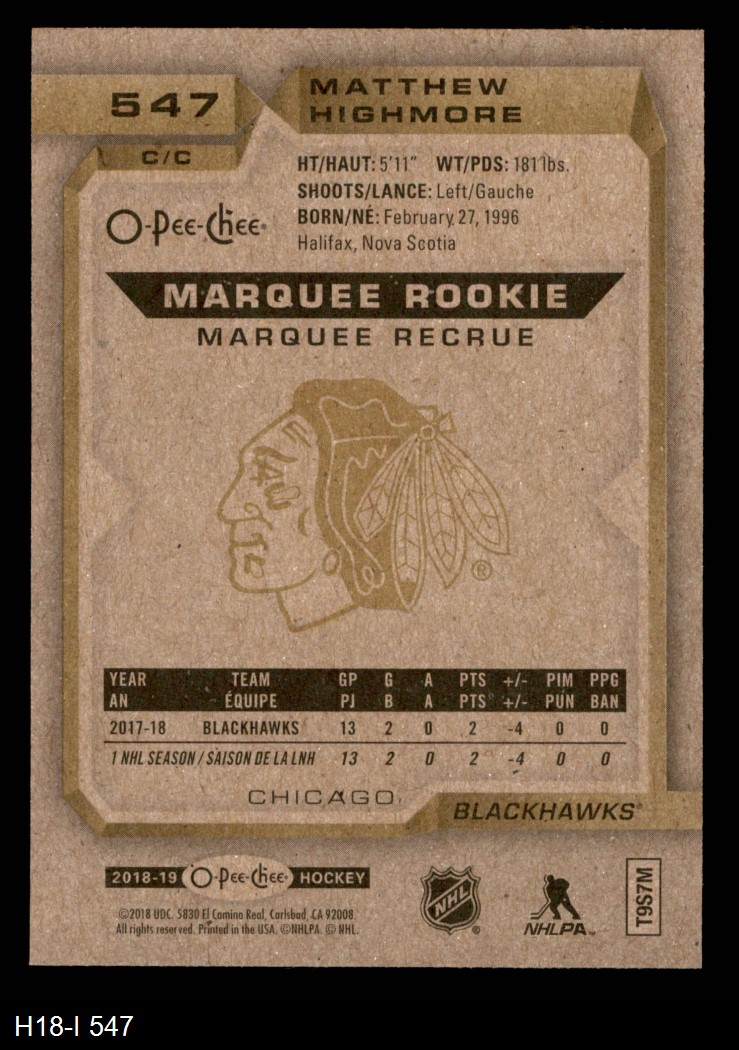 547
MATTHEW
HIGHMORE
C/C
HT/HAUT: 5'11" WT/PDS: 181 lbs.
SHOOTS/LANCE: Left/Gauche
BORN/NÉ: February 27, 1996
Halifax, Nova Scotia
O-Pee-Chee®
MARQUEE ROOKIE
MARQUEE RECRUE
®
YEAR TEAM GP G A PTS +/- PIM PPG
AN ÉQUIPE PJ B A PTS +/- PUN BAN
2017-18 BLACKHAWKS 13 2 0 2 -4 0 0
1 NHL SEASON / SAISON DE LA LNH 13 2 0 2 -4 0 0
CHICAGO
BLACKHAWKS®
2018-19 O-Pee-Chee® HOCKEY
©2018 UDC. 5830 El Camino Real, Carlsbad, CA 92008.
All rights reserved. Printed in the USA. ©NHLPA. © NHL.
NHL ®
NHLPA™
T9S7M
H18-I 547